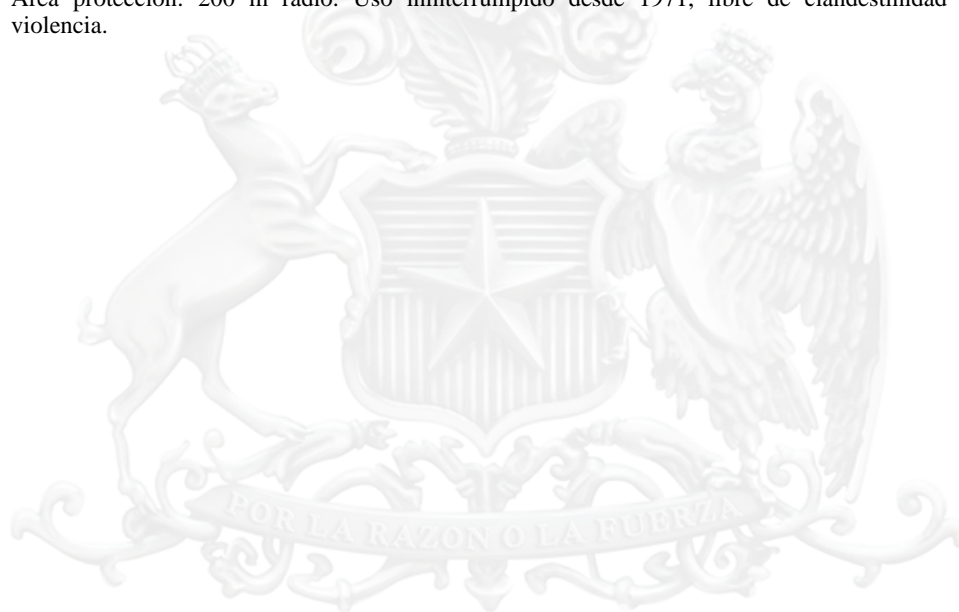 Área protección: 200 m radio. Uso ininterrumpido desde 1971, libre de clandestinidad
violencia.
POR LA RAZON O LA FUERZA